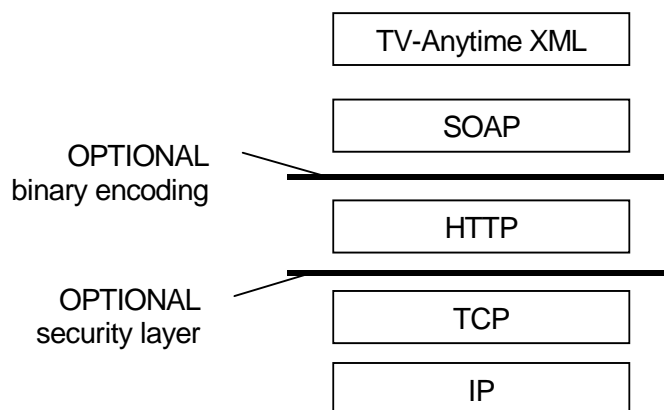 TV-Anytime XML
SOAP
OPTIONAL
binary encoding
HTTP
OPTIONAL
security layer
TCP
IP